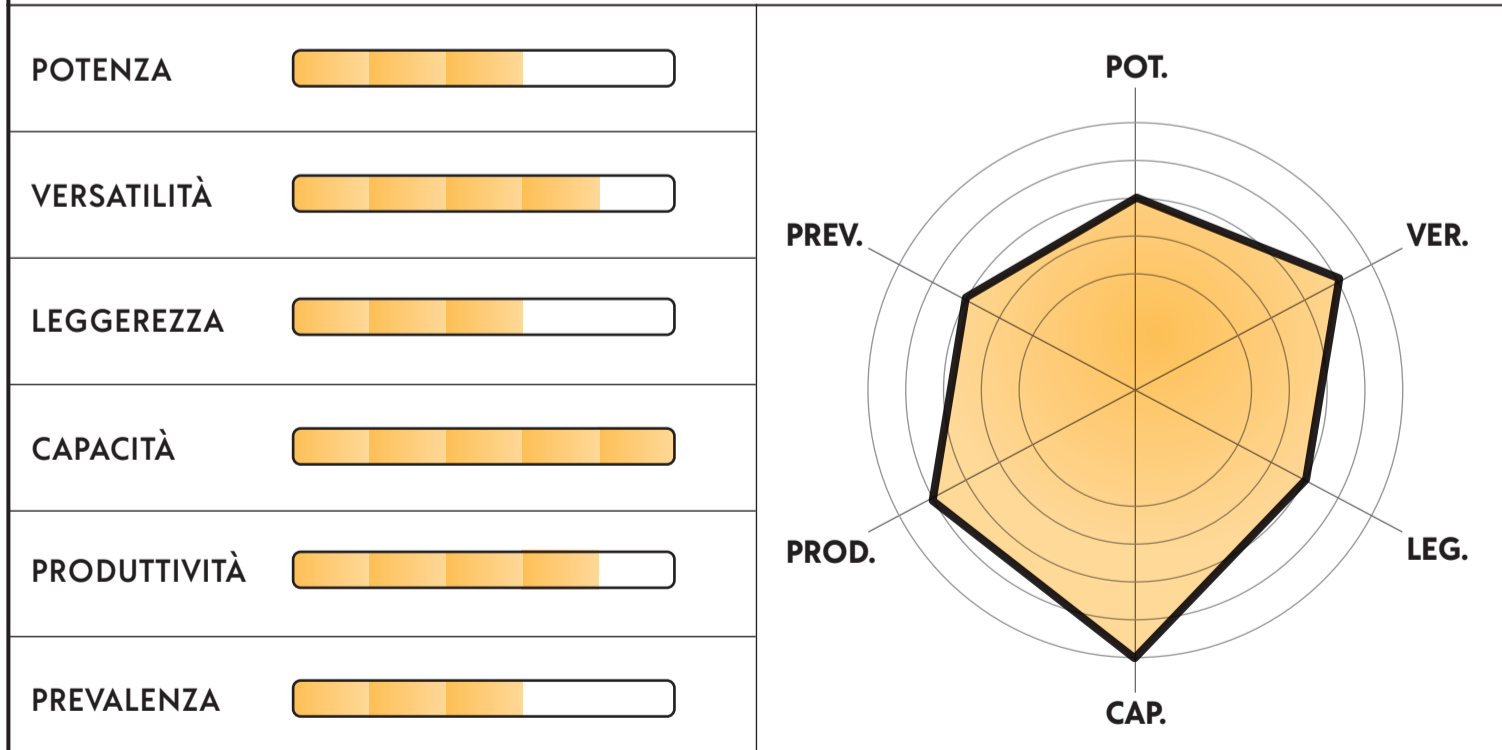 POTENZA
VERSATILITÀ
LEGGEREZZA
CAPACITÀ
PRODUTTIVITÀ
PREVALENZA
POT.
PREV.
VER.
PROD.
LEG.
CAP.